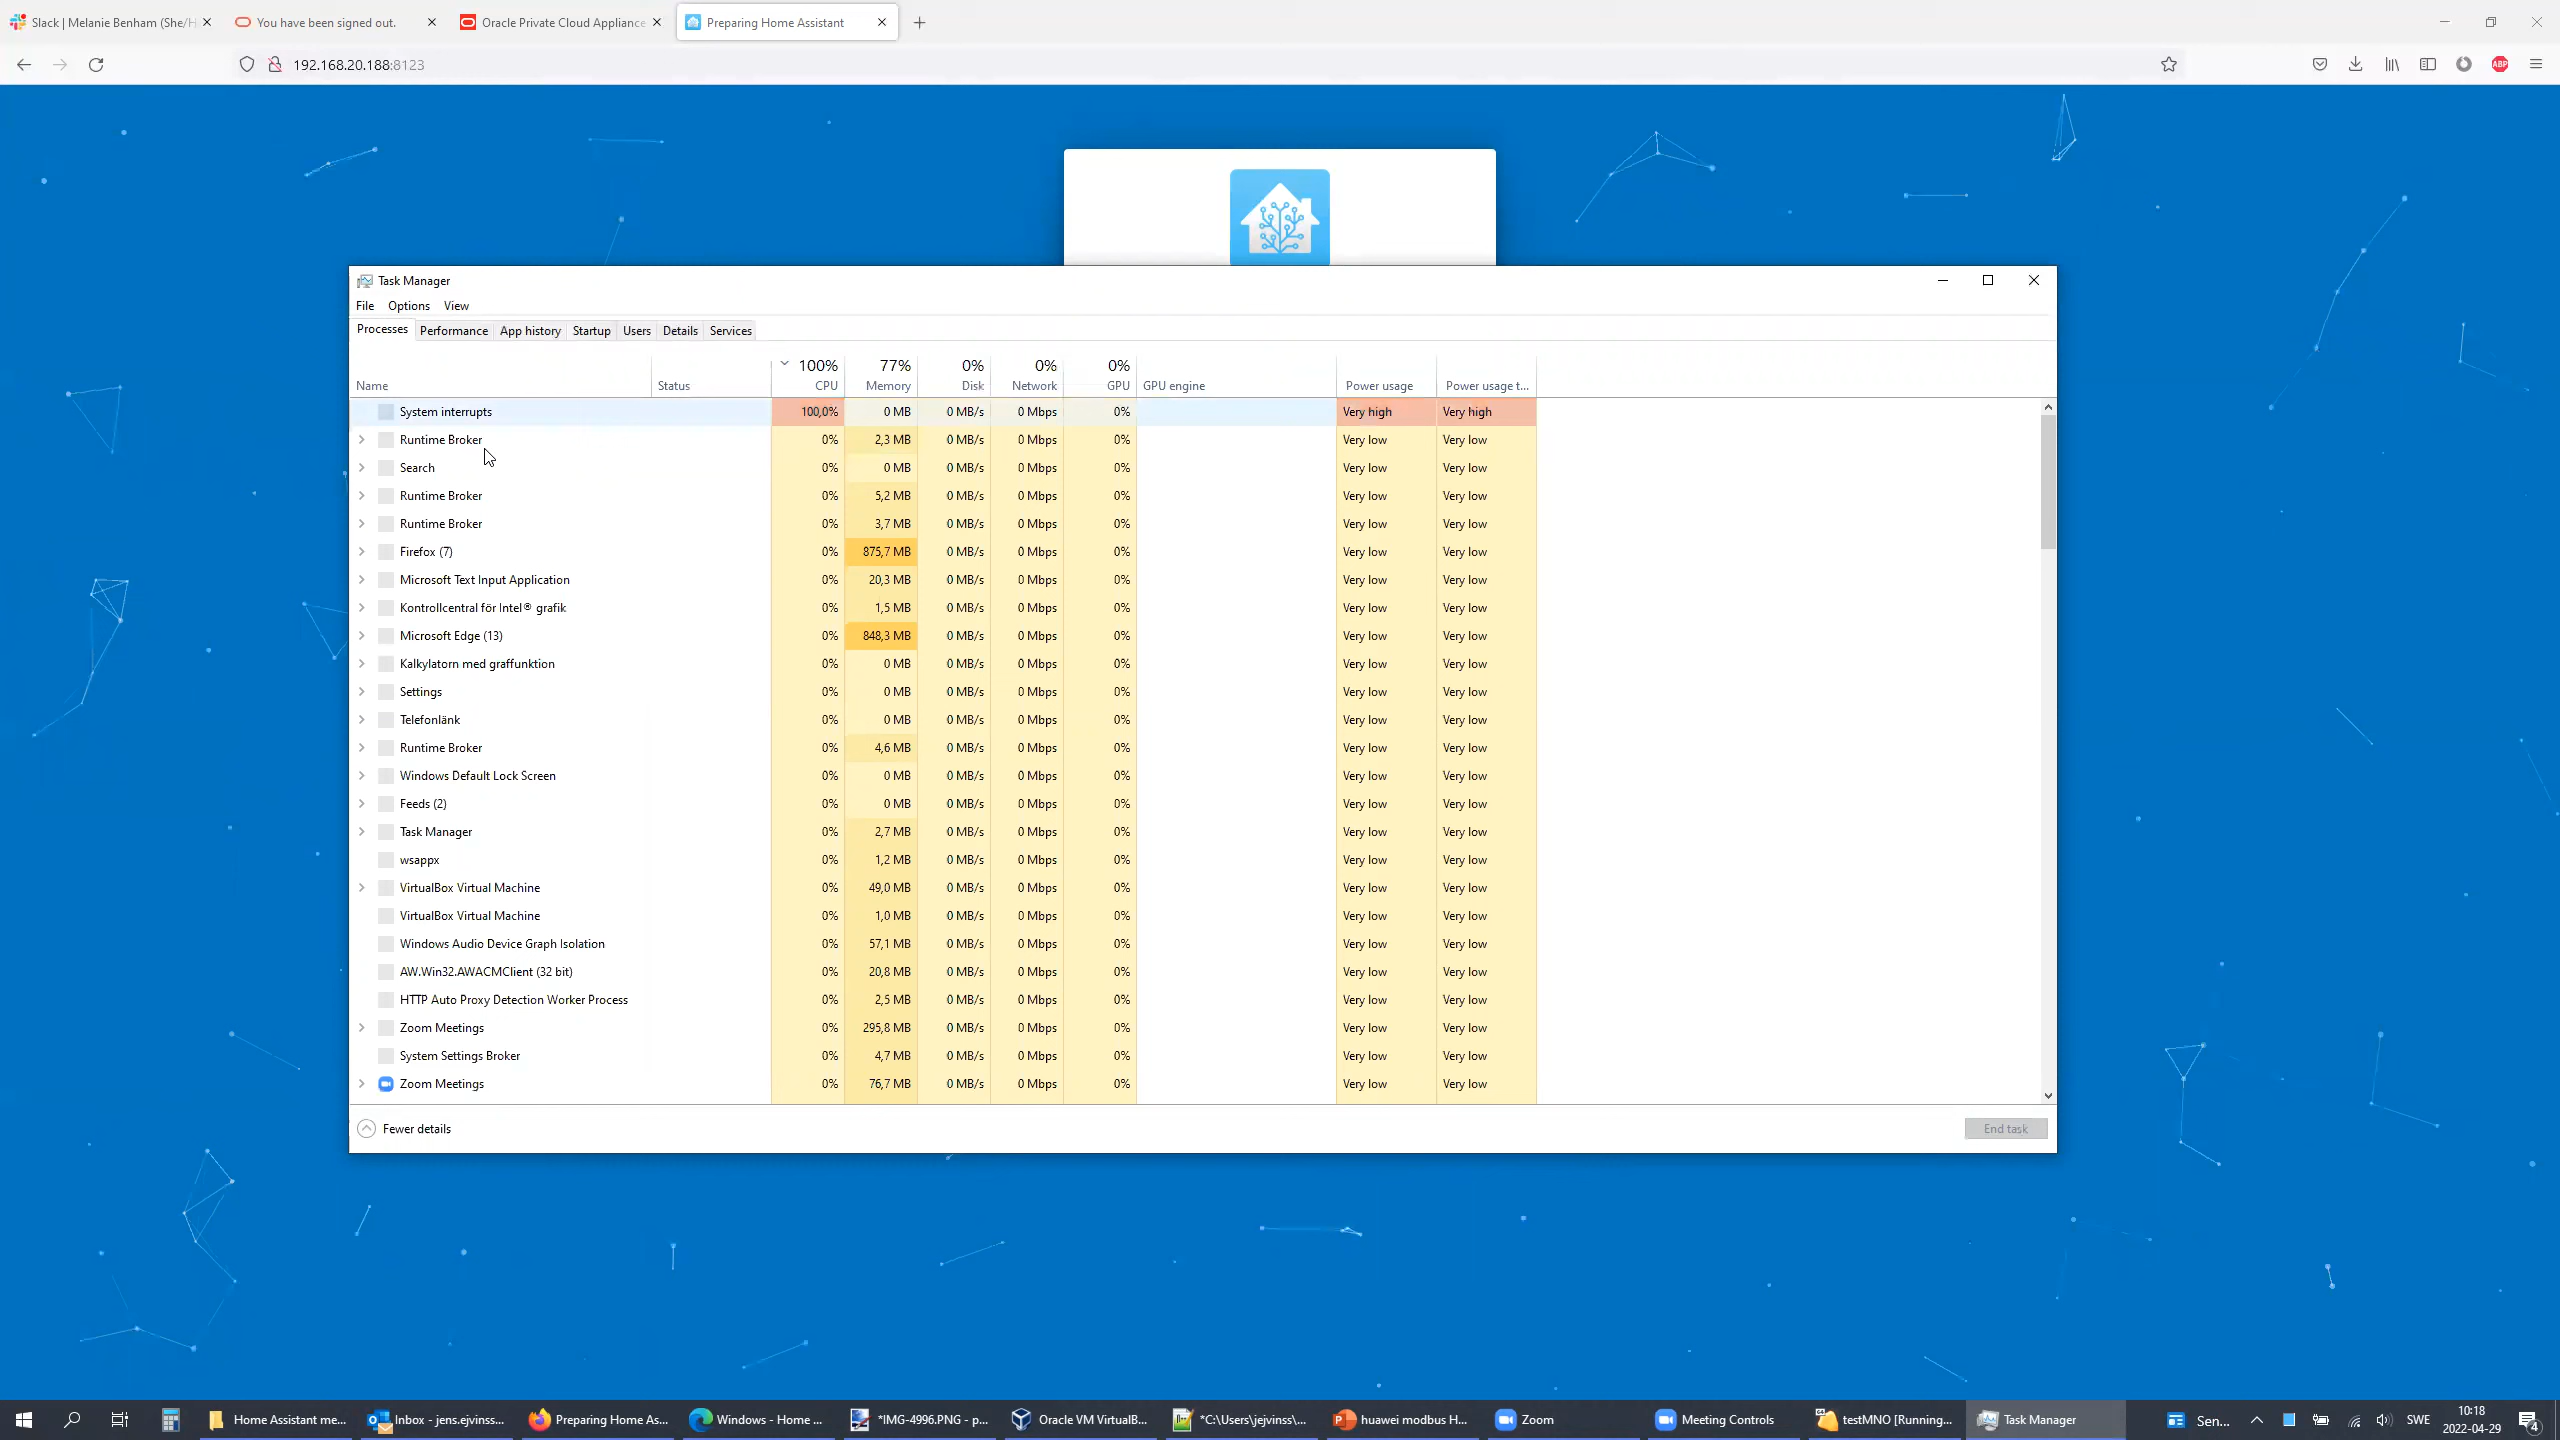 Slack | Melanie Benham (She/H
You have been signed out.
Oracle Private Cloud Appliance
Preparing Home Assistant
192.168.20.188:8123
ABP
Task Manager
File Options View
Processes Performance App history Startup Users Details Services
100% 77% 0% 0% 0%
Name Status CPU Memory Disk Network GPU GPU engine Power usage Power usage t...
System interrupts 100,0% 0 MB 0 MB/s 0 Mbps 0% Very high Very high
Runtime Broker 0% 2,3 MB 0 MB/s 0 Mbps 0% Very low Very low
Search 0% 0 MB 0 MB/s 0 Mbps 0% Very low Very low
Runtime Broker 0% 5,2 MB 0 MB/s 0 Mbps 0% Very low Very low
Runtime Broker 0% 3,7 MB 0 MB/s 0 Mbps 0% Very low Very low
Firefox (7) 0% 875,7 MB 0 MB/s 0 Mbps 0% Very low Very low
Microsoft Text Input Application 0% 20,3 MB 0 MB/s 0 Mbps 0% Very low Very low
Kontrollcentral för Intel® grafik 0% 1,5 MB 0 MB/s 0 Mbps 0% Very low Very low
Microsoft Edge (13) 0% 848,3 MB 0 MB/s 0 Mbps 0% Very low Very low
Kalkylatorn med graffunktion 0% 0 MB 0 MB/s 0 Mbps 0% Very low Very low
Settings 0% 0 MB 0 MB/s 0 Mbps 0% Very low Very low
Telefonlänk 0% 0 MB 0 MB/s 0 Mbps 0% Very low Very low
Runtime Broker 0% 4,6 MB 0 MB/s 0 Mbps 0% Very low Very low
Windows Default Lock Screen 0% 0 MB 0 MB/s 0 Mbps 0% Very low Very low
Feeds (2) 0% 0 MB 0 MB/s 0 Mbps 0% Very low Very low
Task Manager 0% 2,7 MB 0 MB/s 0 Mbps 0% Very low Very low
wsappx 0% 1,2 MB 0 MB/s 0 Mbps 0% Very low Very low
VirtualBox Virtual Machine 0% 49,0 MB 0 MB/s 0 Mbps 0% Very low Very low
VirtualBox Virtual Machine 0% 1,0 MB 0 MB/s 0 Mbps 0% Very low Very low
Windows Audio Device Graph Isolation 0% 57,1 MB 0 MB/s 0 Mbps 0% Very low Very low
AW.Win32.AWACMClient (32 bit) 0% 20,8 MB 0 MB/s 0 Mbps 0% Very low Very low
HTTP Auto Proxy Detection Worker Process 0% 2,5 MB 0 MB/s 0 Mbps 0% Very low Very low
Zoom Meetings 0% 295,8 MB 0 MB/s 0 Mbps 0% Very low Very low
System Settings Broker 0% 4,7 MB 0 MB/s 0 Mbps 0% Very low Very low
Zoom Meetings 0% 76,7 MB 0 MB/s 0 Mbps 0% Very low Very low
Fewer details
End task
Home Assistant me...
Inbox - jens.ejvinss...
Preparing Home As...
Windows - Home ...
*IMG-4996.PNG - p...
Oracle VM VirtualB...
*C:\Users\jejvinss\...
huawei modbus H...
Zoom
Meeting Controls
testMNO [Running...
Task Manager
Sen...
SWE
10:18
2022-04-29
4